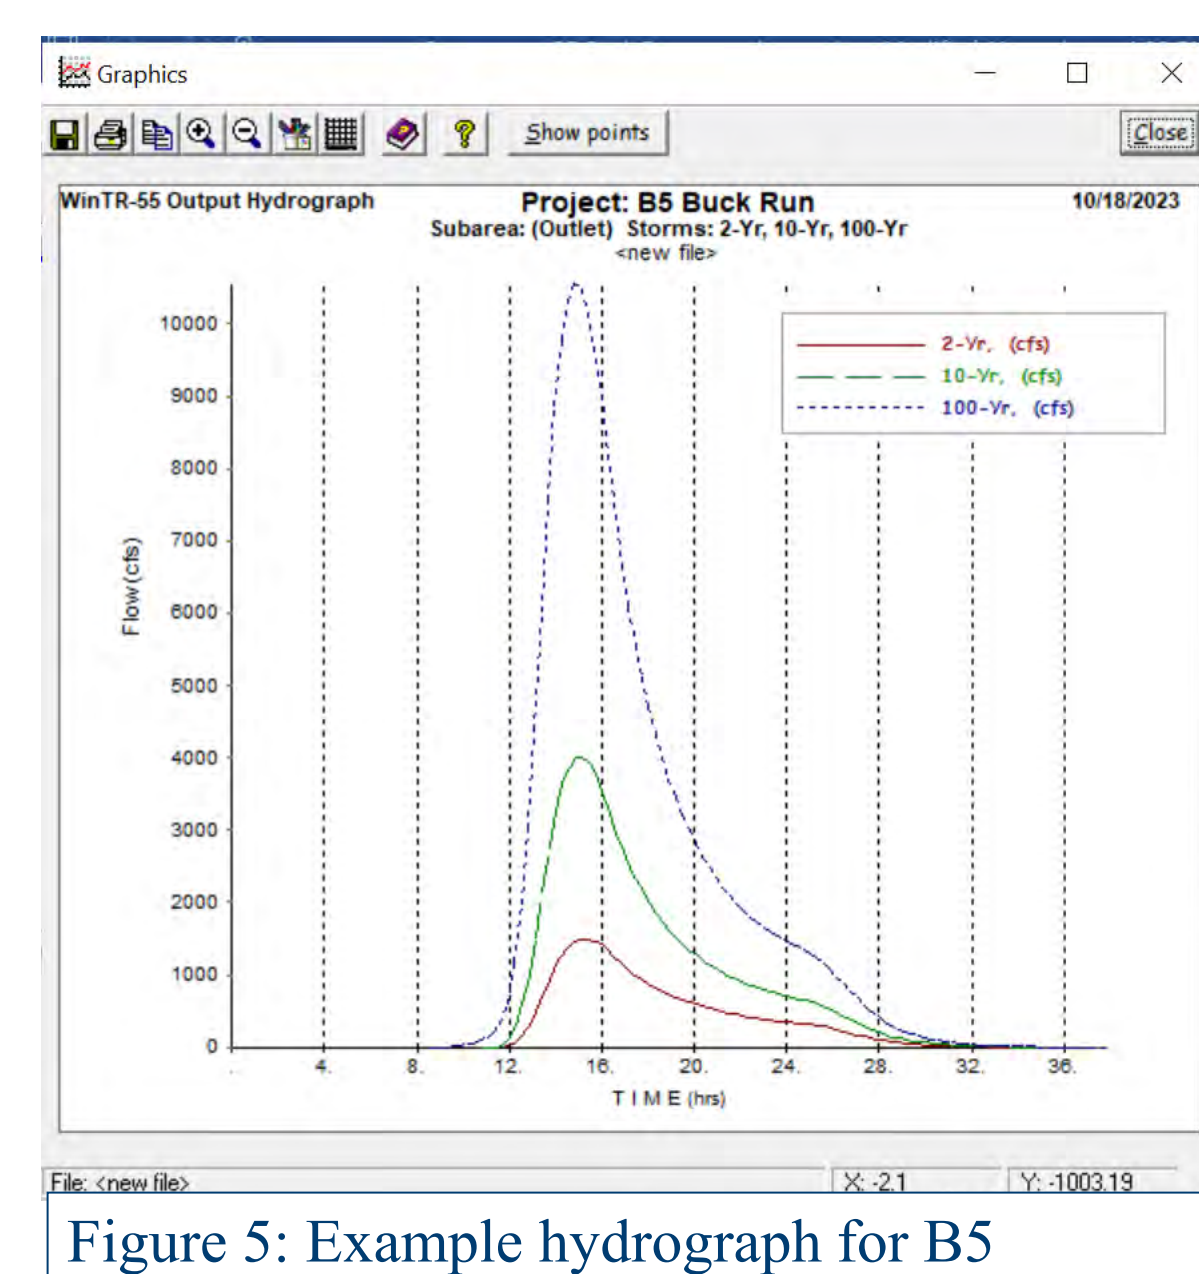 Graphics
Show points
Close
WinTR-55 Output Hydrograph
Project: B5 Buck Run
10/18/2023
Subarea: (Outlet) Storms: 2-Yr, 10-Yr, 100-Yr
<new file>
10000
9000
8000
7000
6000
5000
4000
3000
2000
1000
0
Flow (cfs)
2-Yr, (cfs)
10-Yr, (cfs)
100-Yr, (cfs)
. 4. 8. 12. 16. 20. 24. 28. 32. 36.
T I M E (hrs)
File: <new file>
X: -2.1
Y: -1003.19
Figure 5: Example hydrograph for B5